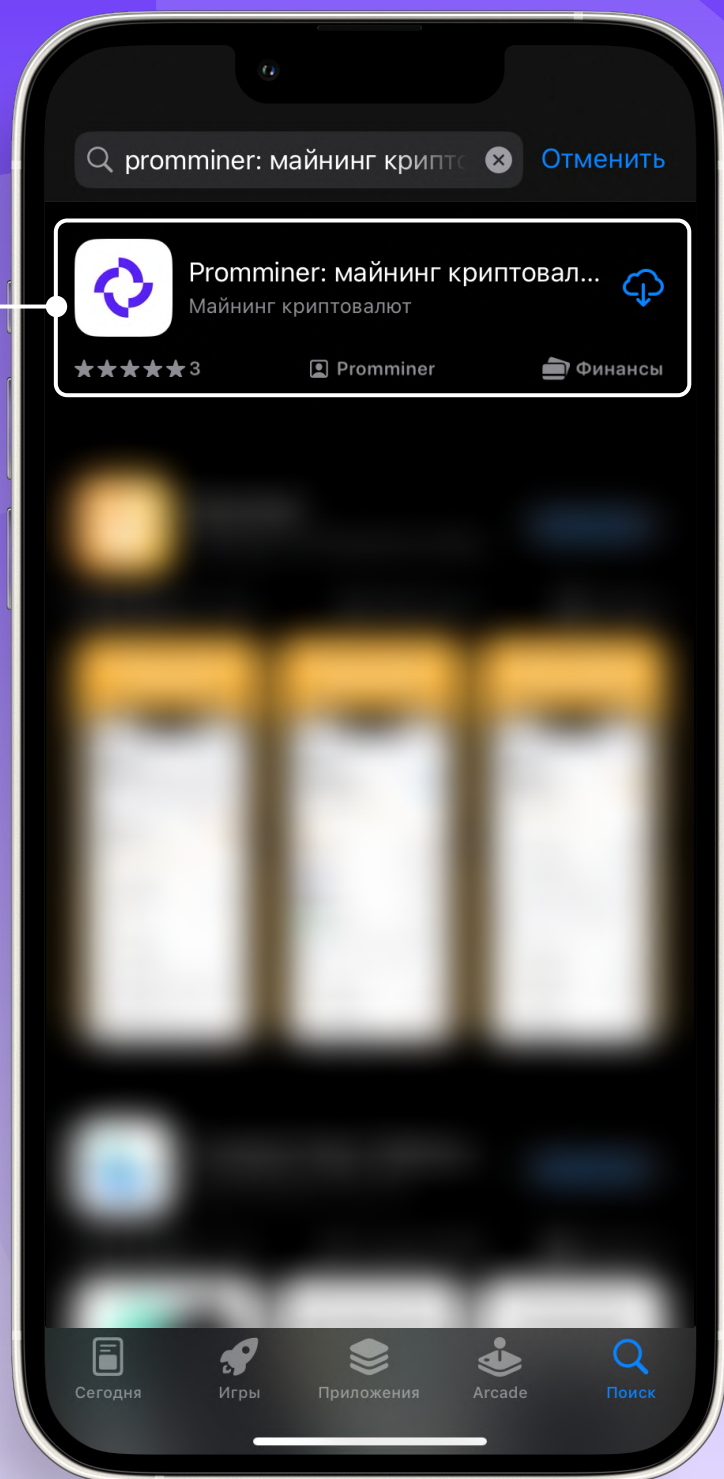 promminer: майнинг крипто
Отменить
Promminer: майнинг криптовал...
Майнинг криптовалют
3
Promminer
Финансы
Сегодня
Игры
Приложения
Arcade
Поиск